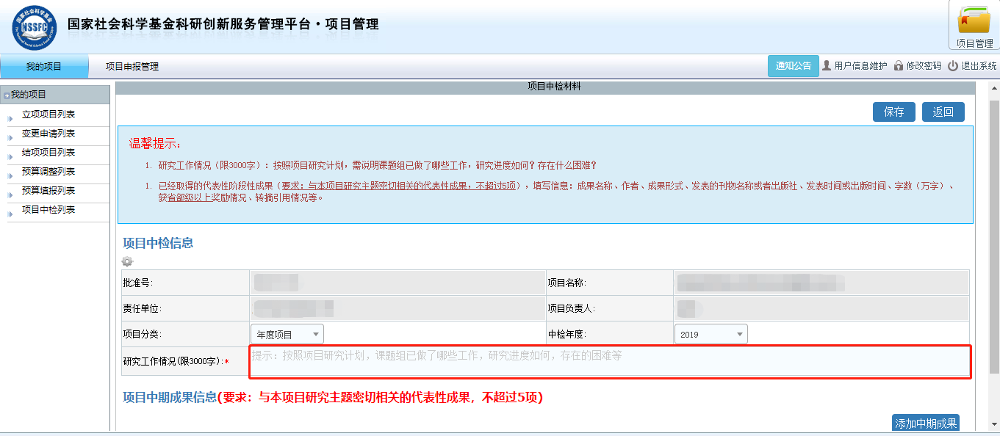 国家社会科学基金
NSSFC
国家社会科学基金科研创新服务管理平台·项目管理
项目管理
我的项目
项目申报管理
通知公告
用户信息维护
修改密码
退出系统
我的项目
立项项目列表
变更申请列表
结项项目列表
预算调整列表
预算填报列表
项目中检列表
项目中检材料
保存
返回
温馨提示：
1. 研究工作情况（限3000字）：按照项目研究计划，需说明课题组已做了哪些工作，研究进度如何？存在什么困难？
1. 已经取得的代表性阶段性成果（要求：与本项目研究主题密切相关的代表性成果，不超过5项），填写信息：成果名称、作者、成果形式、发表的刊物名称或者出版社、发表时间或出版时间、字数（万字）、
获省部级以上奖励情况、转摘引用情况等。
项目中检信息
批准号：
项目名称：
责任单位：
项目负责人：
项目分类：
年度项目
中检年度：
2019
研究工作情况(限3000字)：*
提示：按照项目研究计划，课题组已做了哪些工作，研究进度如何，存在的困难等
项目中期成果信息(要求：与本项目研究主题密切相关的代表性成果，不超过5项)
添加中期成果